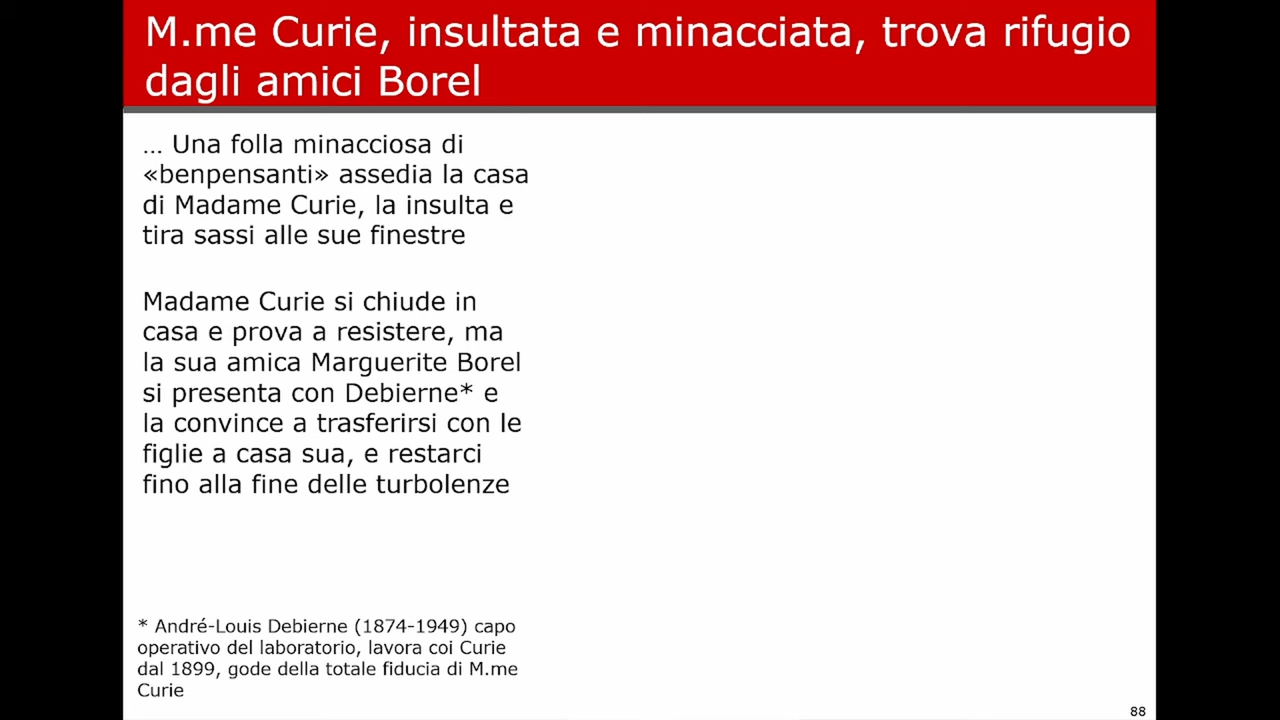 M.me Curie, insultata e minacciata, trova rifugio
dagli amici Borel
… Una folla minacciosa di
«benpensanti» assedia la casa
di Madame Curie, la insulta e
tira sassi alle sue finestre
Madame Curie si chiude in
casa e prova a resistere, ma
la sua amica Marguerite Borel
si presenta con Debierne* e
la convince a trasferirsi con le
figlie a casa sua, e restarci
fino alla fine delle turbolenze
* André-Louis Debierne (1874-1949) capo
operativo del laboratorio, lavora coi Curie
dal 1899, gode della totale fiducia di M.me
Curie
88